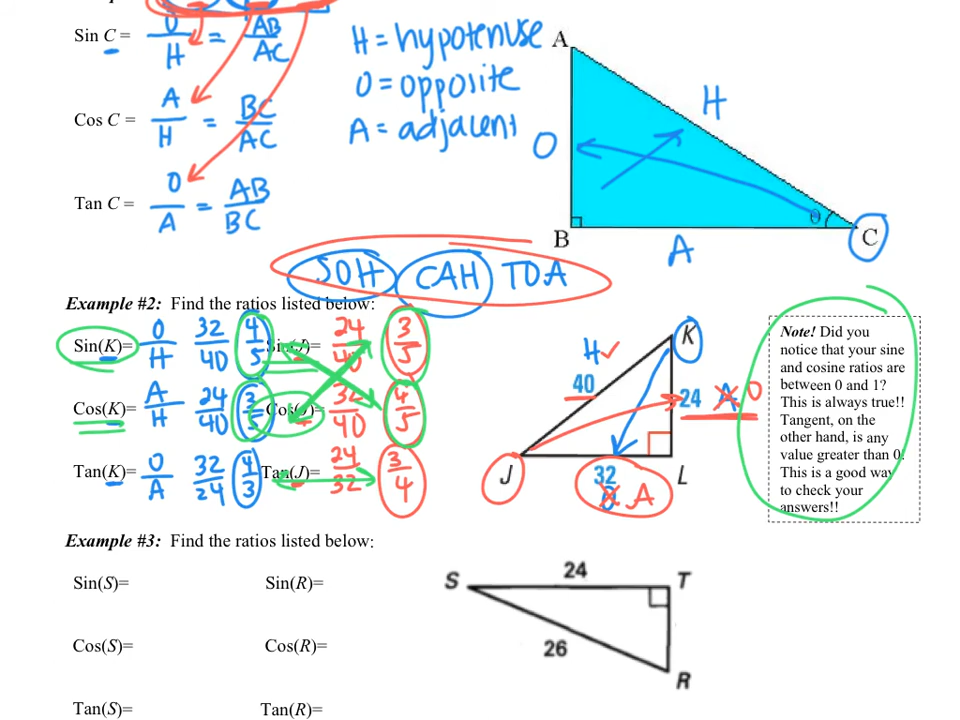 Sin C = O/H = AB/AC
H = hypotenuse
O = opposite
A = adjacent
Cos C = A/H = BC/AC
Tan C = O/A = AB/BC
A
H
O
θ
B
A
C
SOH CAH TOA
Example #2: Find the ratios listed below:
Sin(K)= O/H 32/40 4/5
Sin(J)= 24/40 3/5
Cos(K)= A/H 24/40 3/5
Cos(J)= 32/40 4/5
Tan(K)= O/A 32/24 4/3
Tan(J)= 24/32 3/4
K
H✓
40
24 A O
J
32
O A
L
Note! Did you
notice that your sine
and cosine ratios are
between 0 and 1?
This is always true!!
Tangent, on the
other hand, is any
value greater than 0.
This is a good way
to check your
answers!!
Example #3: Find the ratios listed below:
Sin(S)= Sin(R)=
Cos(S)= Cos(R)=
Tan(S)= Tan(R)=
S
24
T
26
R